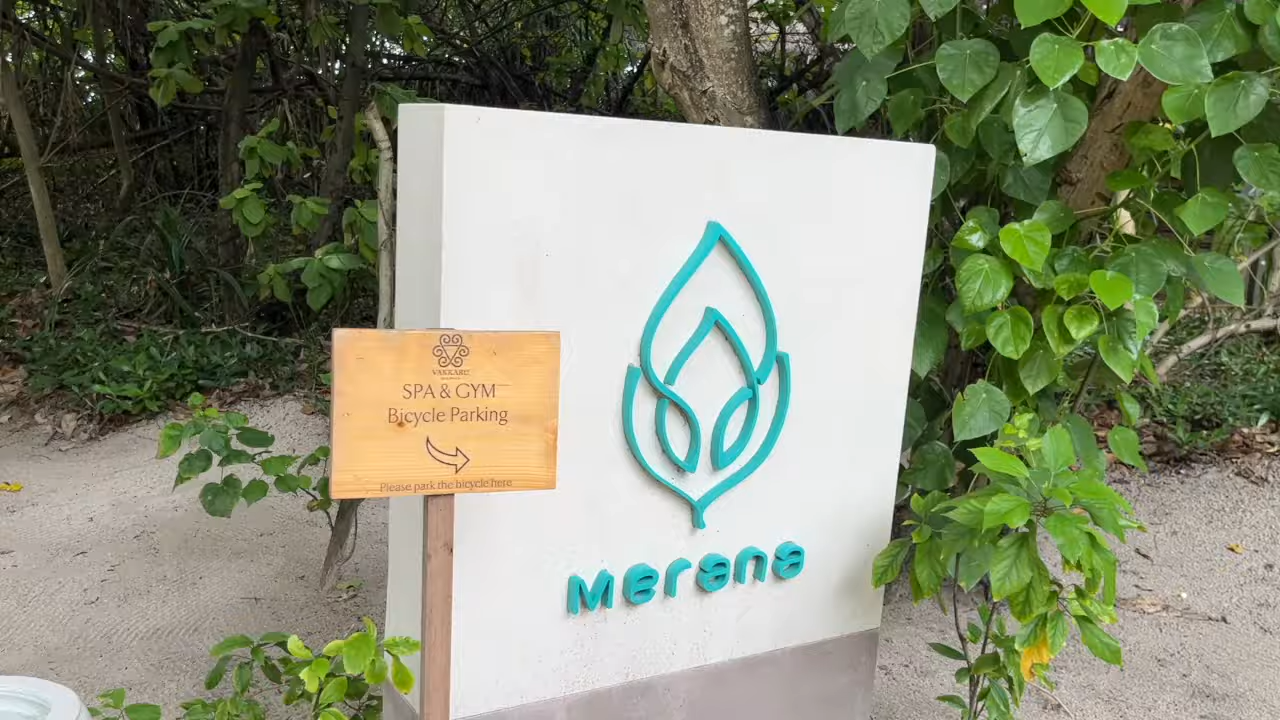 VAKKARU
SPA & GYM
Bicycle Parking
Please park the bicycle here
Merana